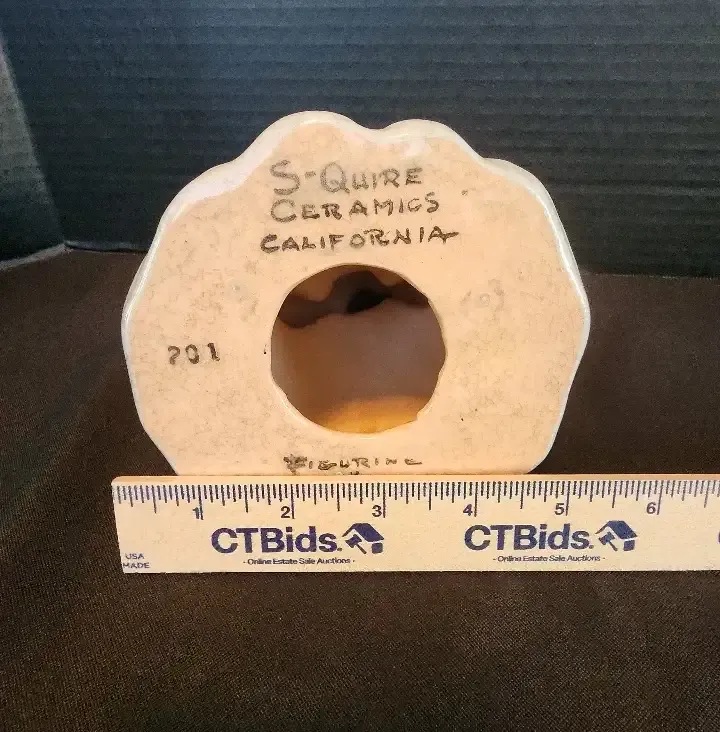 S-QUIRE
CERAMICS
CALIFORNIA
201
FIGURINE
1 2 3 4 5 6
CTBids. CTBids.
- Online Estate Sale Auctions - - Online Estate Sale Auctions -
USA
MADE